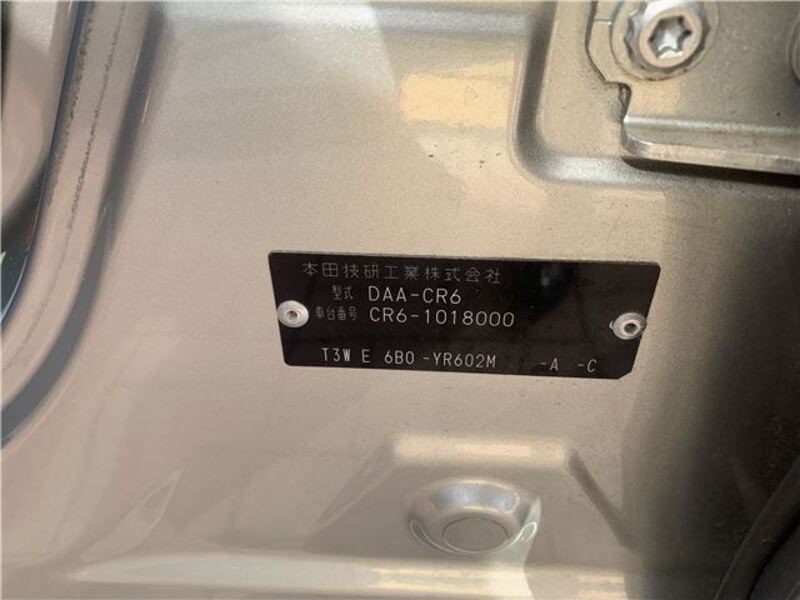 本田技研工業株式会社
型式 DAA-CR6
車台番号 CR6-1018000
T3W E 6B0 -YR602M -A -C